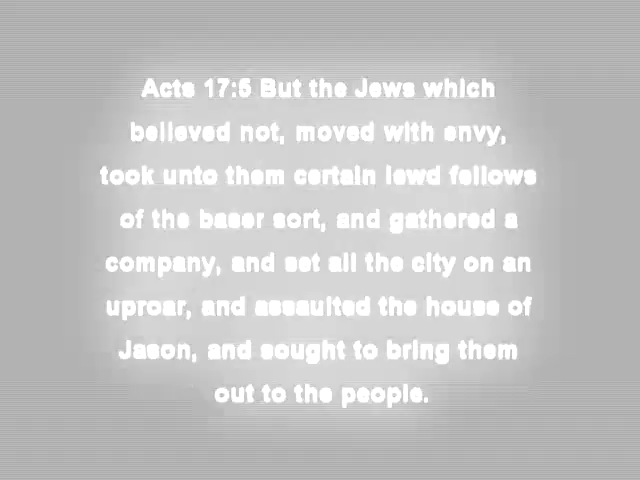 Acts 17:5 But the Jews which
believed not, moved with envy,
took unto them certain lewd fellows
of the baser sort, and gathered a
company, and set all the city on an
uproar, and assaulted the house of
Jason, and sought to bring them
out to the people.